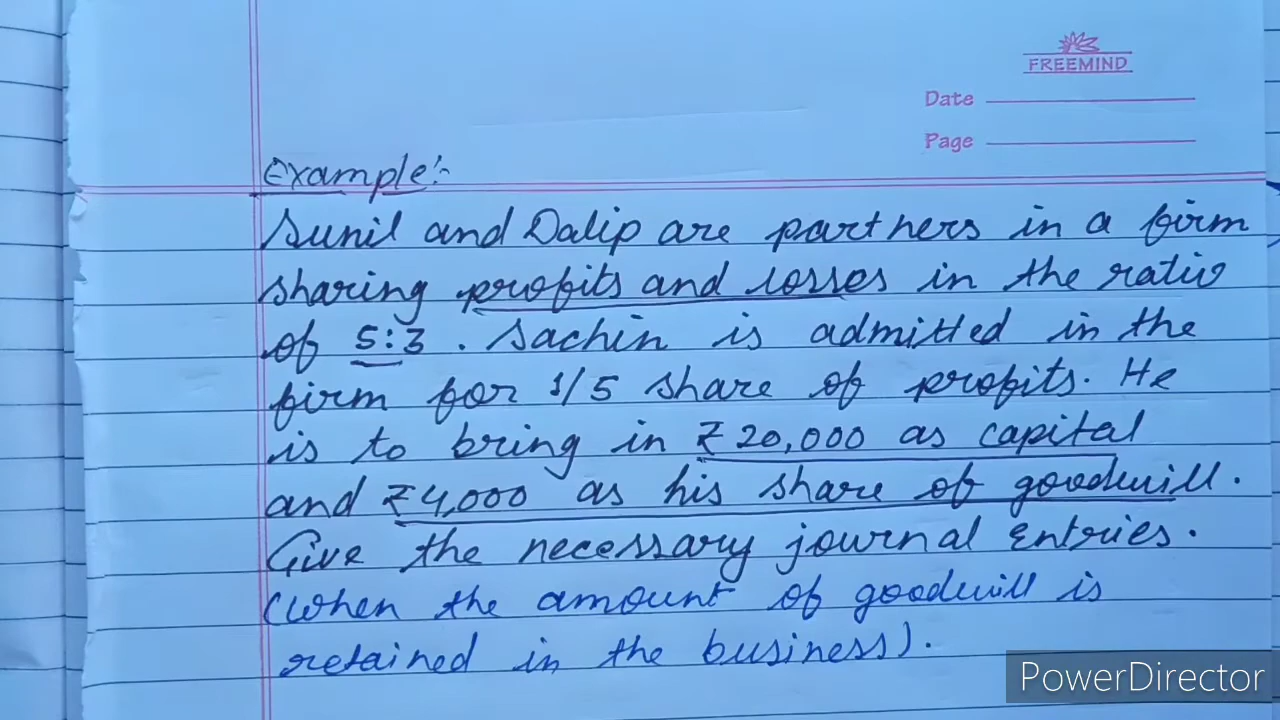 FREEMIND
Date
Page
Example:-
Sunil and Dalip are partners in a firm
sharing profits and losses in the ratio
of 5:3. Sachin is admitted in the
firm for 1/5 share of profits. He
is to bring in ₹20,000 as capital
and ₹4,000 as his share of goodwill.
Give the necessary journal entries.
(When the amount of goodwill is
retained in the business).
PowerDirector